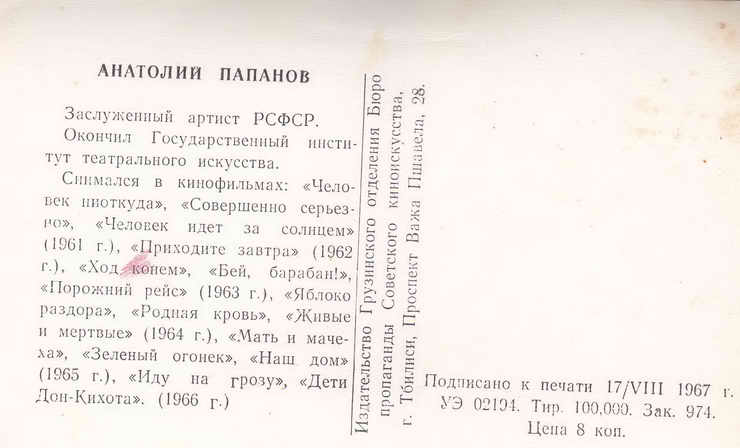 АНАТОЛИЙ ПАПАНОВ
Заслуженный артист РСФСР.
Окончил Государственный инсти-
тут театрального искусства.
Снимался в кинофильмах: «Чело-
век ниоткуда», «Совершенно серьез-
но», «Человек идет за солнцем»
(1961 г.), «Приходите завтра» (1962
г.), «Ход конем», «Бей, барабан!»,
«Порожний рейс» (1963 г.), «Яблоко
раздора», «Родная кровь», «Живые
и мертвые» (1964 г.), «Мать и маче-
ха», «Зеленый огонек», «Наш дом»
(1965 г.), «Иду на грозу», «Дети
Дон-Кихота». (1966 г.)
Издательство Грузинского отделения Бюро
пропаганды Советского киноискусства,
г. Тбилиси, Проспект Важа Пшавела, 28.
Подписано к печати 17/VIII 1967 г.
УЭ 02194. Тир. 100,000. Зак. 974.
Цена 8 коп.